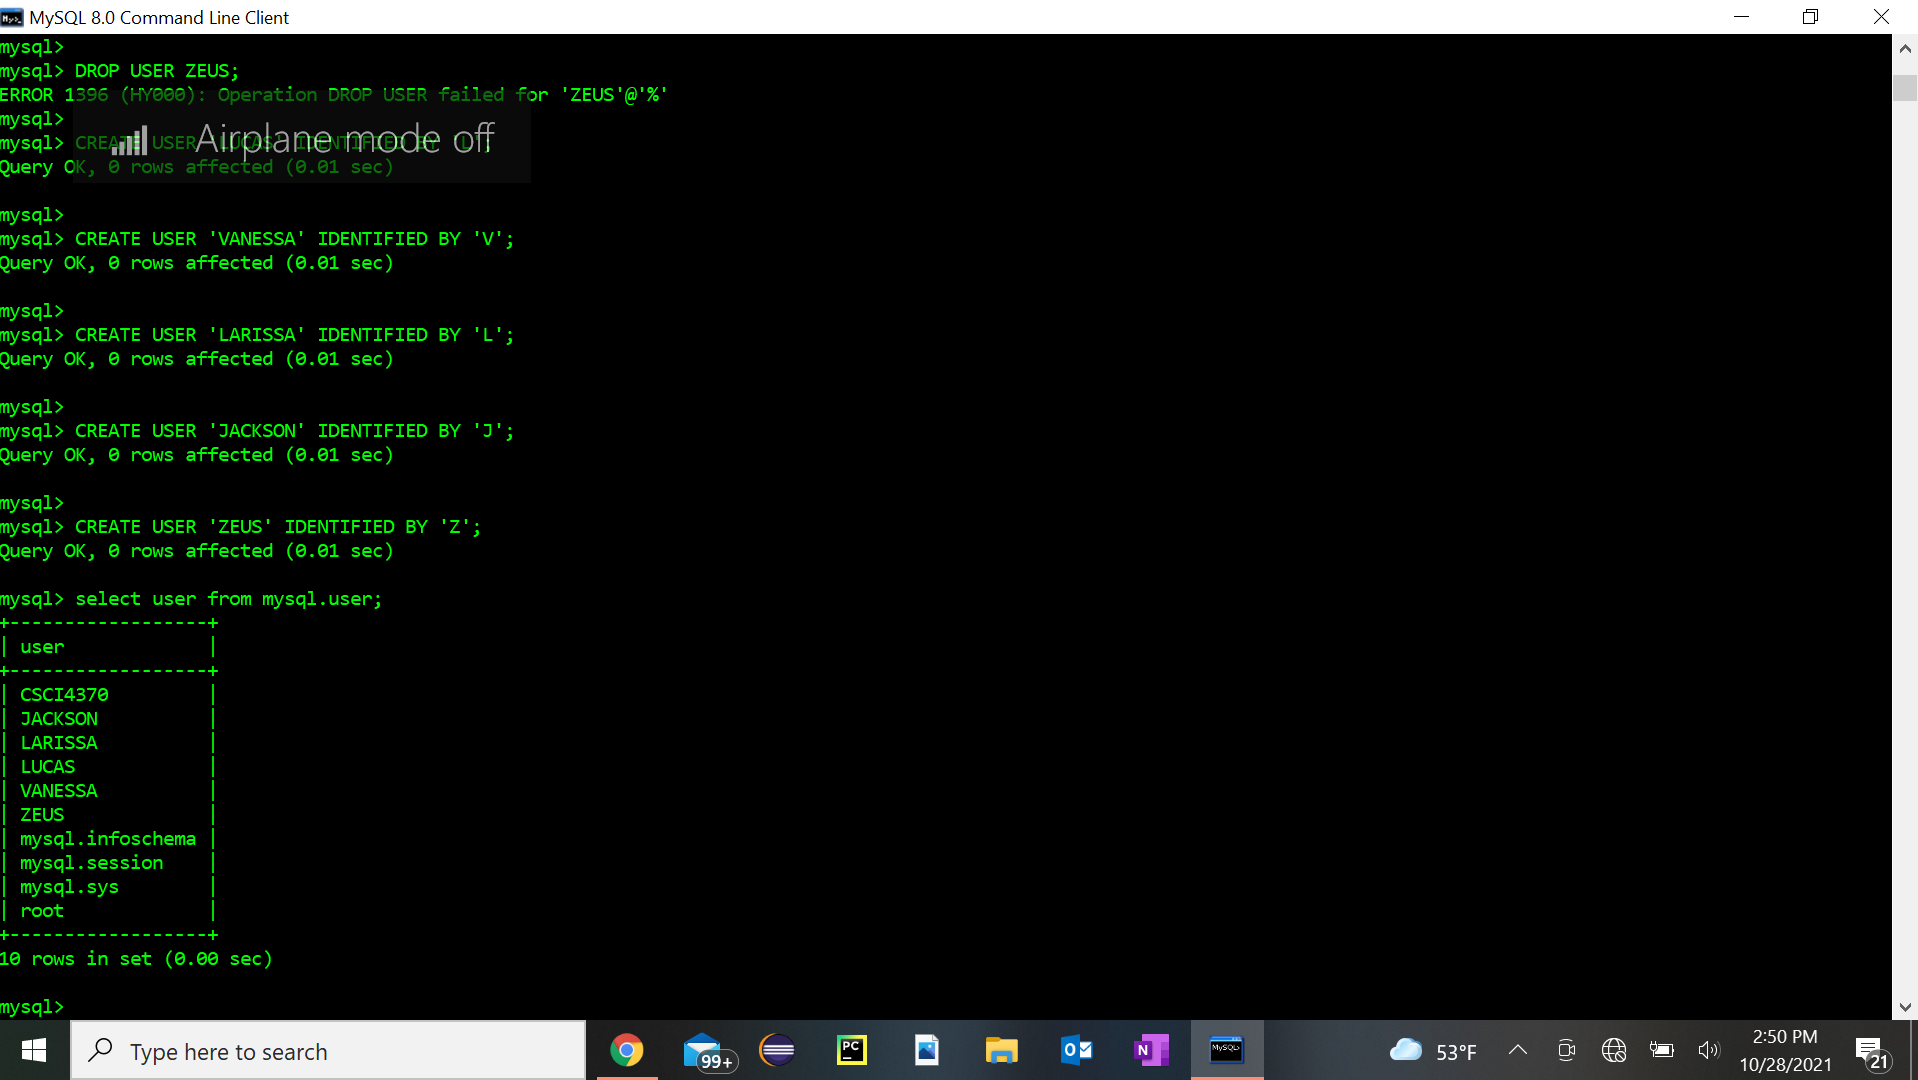 MySQL 8.0 Command Line Client
mysql>
mysql> DROP USER ZEUS;
ERROR 1396 (HY000): Operation DROP USER failed for 'ZEUS'@'%'
mysql>
Airplane mode off
mysql> CREATE USER 'LUCAS' IDENTIFIED BY 'L';
Query OK, 0 rows affected (0.01 sec)
mysql>
mysql> CREATE USER 'VANESSA' IDENTIFIED BY 'V';
Query OK, 0 rows affected (0.01 sec)
mysql>
mysql> CREATE USER 'LARISSA' IDENTIFIED BY 'L';
Query OK, 0 rows affected (0.01 sec)
mysql>
mysql> CREATE USER 'JACKSON' IDENTIFIED BY 'J';
Query OK, 0 rows affected (0.01 sec)
mysql>
mysql> CREATE USER 'ZEUS' IDENTIFIED BY 'Z';
Query OK, 0 rows affected (0.01 sec)
mysql> select user from mysql.user;
+------------------+
| user             |
+------------------+
| CSCI4370         |
| JACKSON          |
| LARISSA          |
| LUCAS            |
| VANESSA          |
| ZEUS             |
| mysql.infoschema |
| mysql.session    |
| mysql.sys        |
| root             |
+------------------+
10 rows in set (0.00 sec)
mysql>
Type here to search
99+
PC
N
MySQL>
53°F
2:50 PM
10/28/2021
21